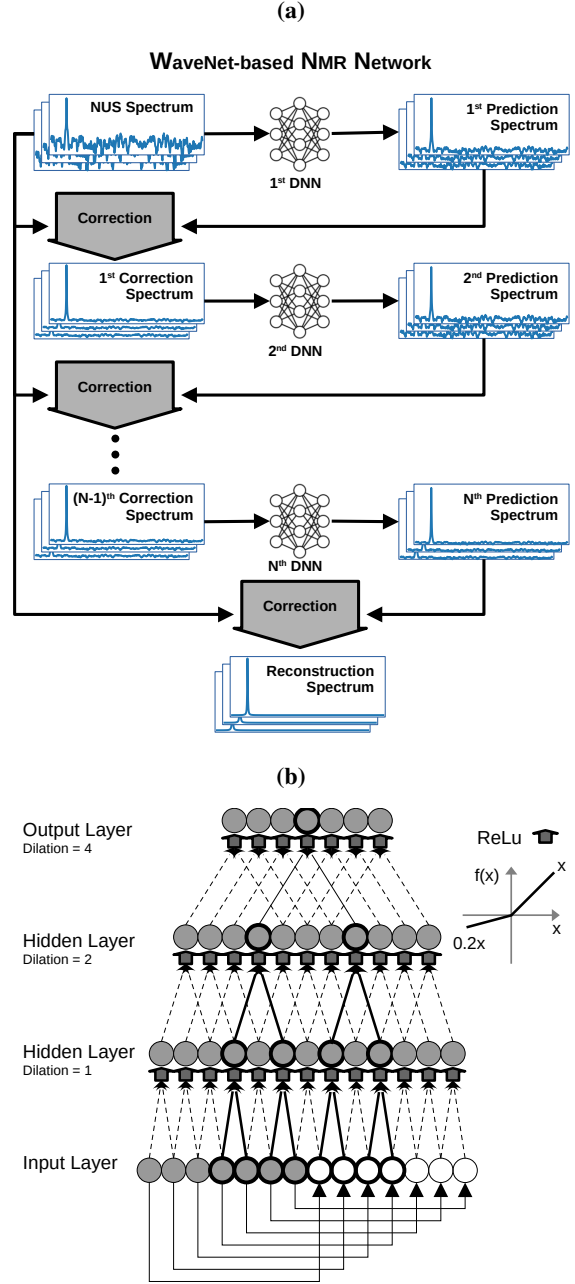 (a)
WaveNet-based NMR Network
NUS Spectrum
1st DNN
1st Prediction
Spectrum
Correction
1st Correction
Spectrum
2nd DNN
2nd Prediction
Spectrum
Correction
(N-1)th Correction
Spectrum
Nth DNN
Nth Prediction
Spectrum
Correction
Reconstruction
Spectrum
(b)
Output Layer
Dilation = 4
ReLu
f(x)
x
x
0.2x
Hidden Layer
Dilation = 2
Hidden Layer
Dilation = 1
Input Layer